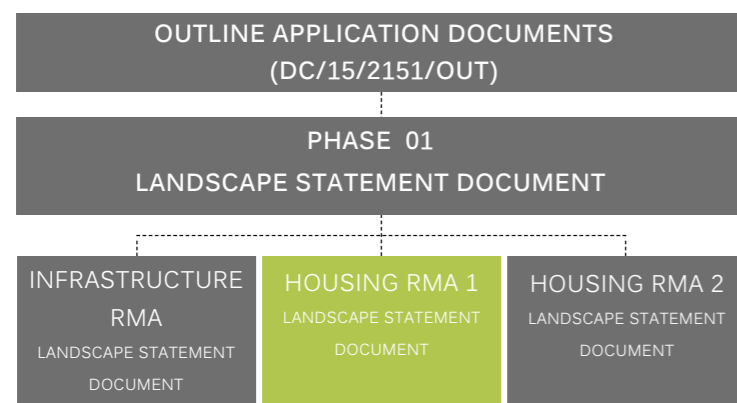 OUTLINE APPLICATION DOCUMENTS
(DC/15/2151/OUT)
PHASE 01
LANDSCAPE STATEMENT DOCUMENT
INFRASTRUCTURE
RMA
LANDSCAPE STATEMENT
DOCUMENT
HOUSING RMA 1
LANDSCAPE STATEMENT
DOCUMENT
HOUSING RMA 2
LANDSCAPE STATEMENT
DOCUMENT